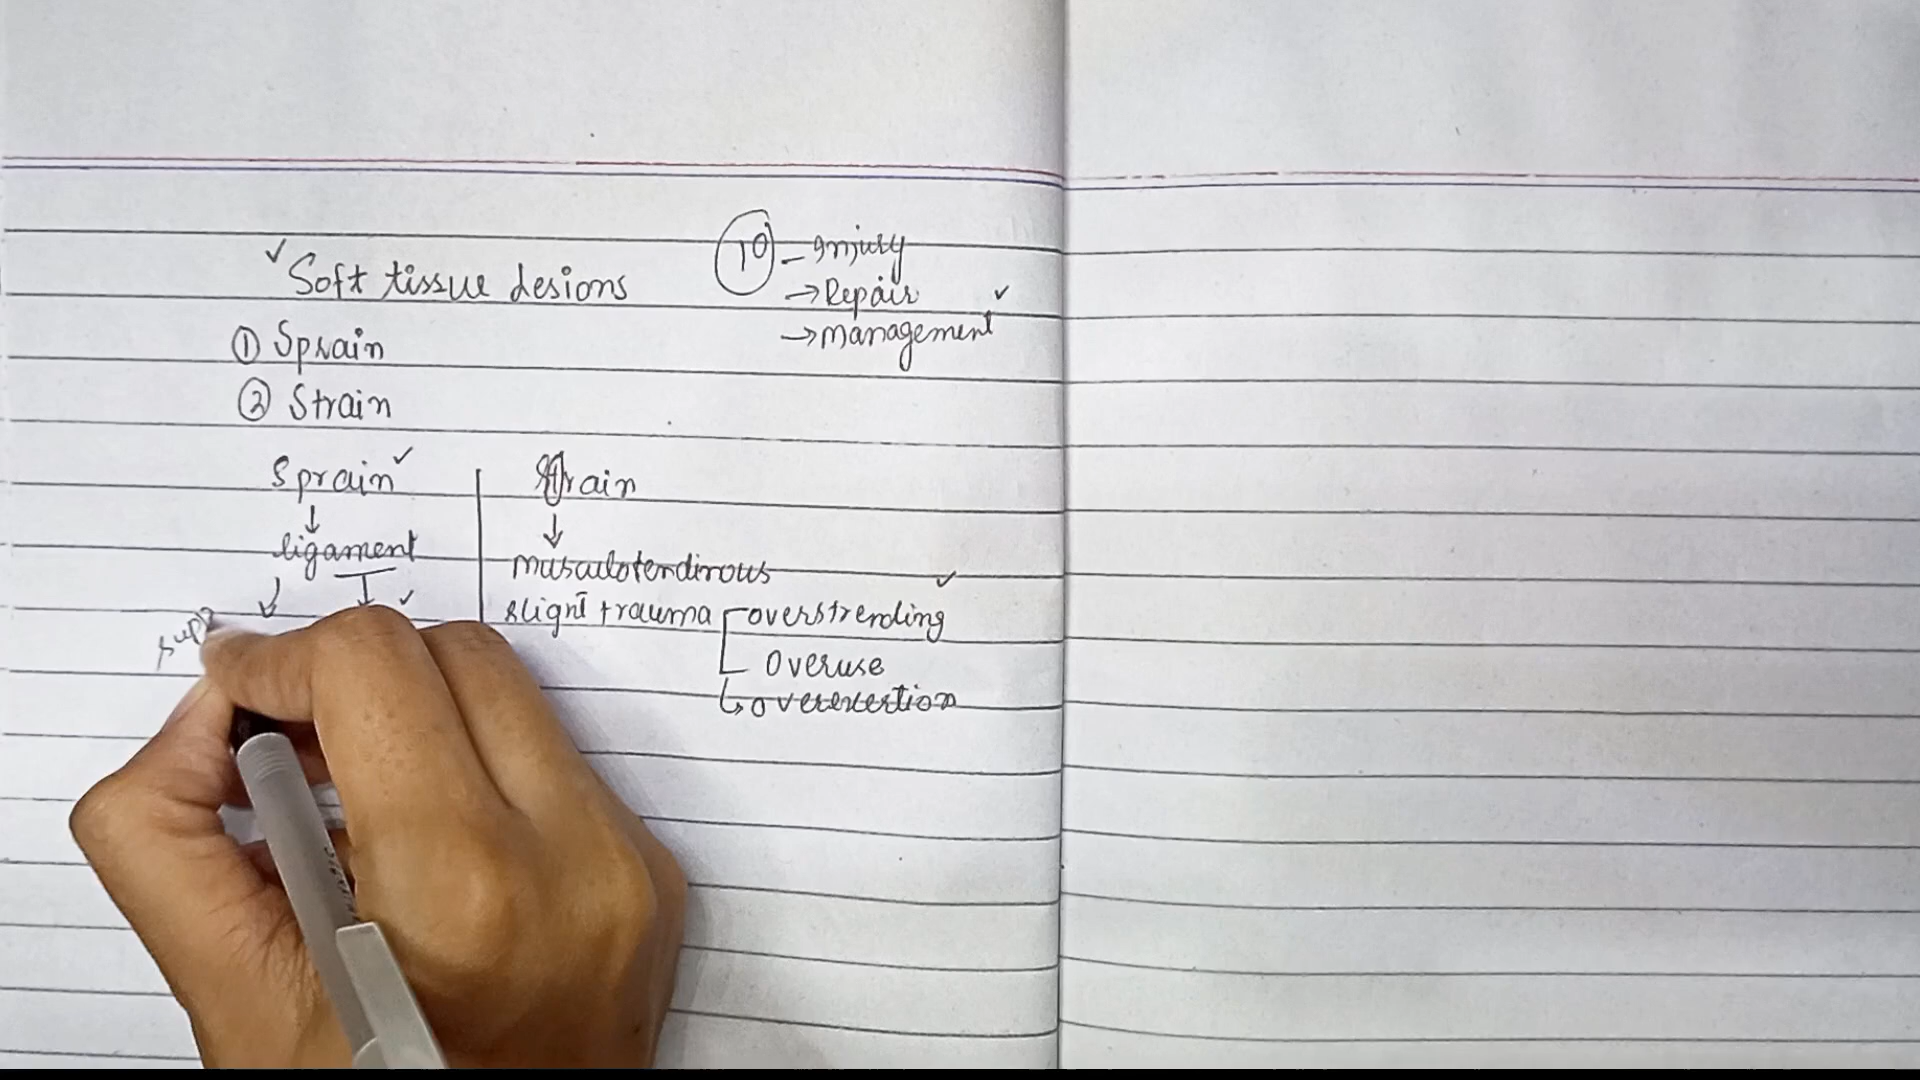 Soft tissue lesions
10 - Injury
→ Repair
→ management
① Sprain
② Strain
Sprain
↓
ligament
Strain
↓
musculotendinous
slight trauma overstrending
overuse
overexertion